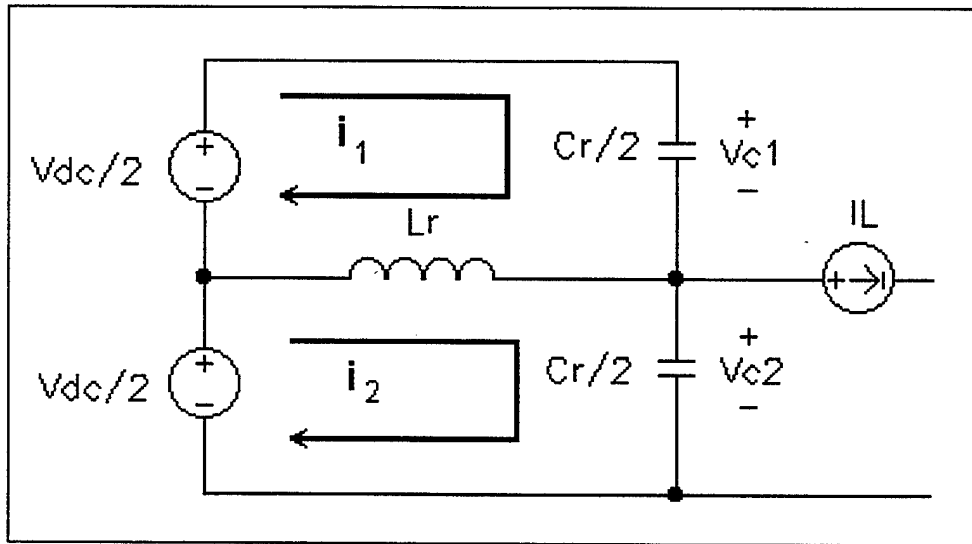 Vdc/2
i1
Cr/2
+
Vc1
−
Lr
IL
Vdc/2
i2
Cr/2
+
Vc2
−